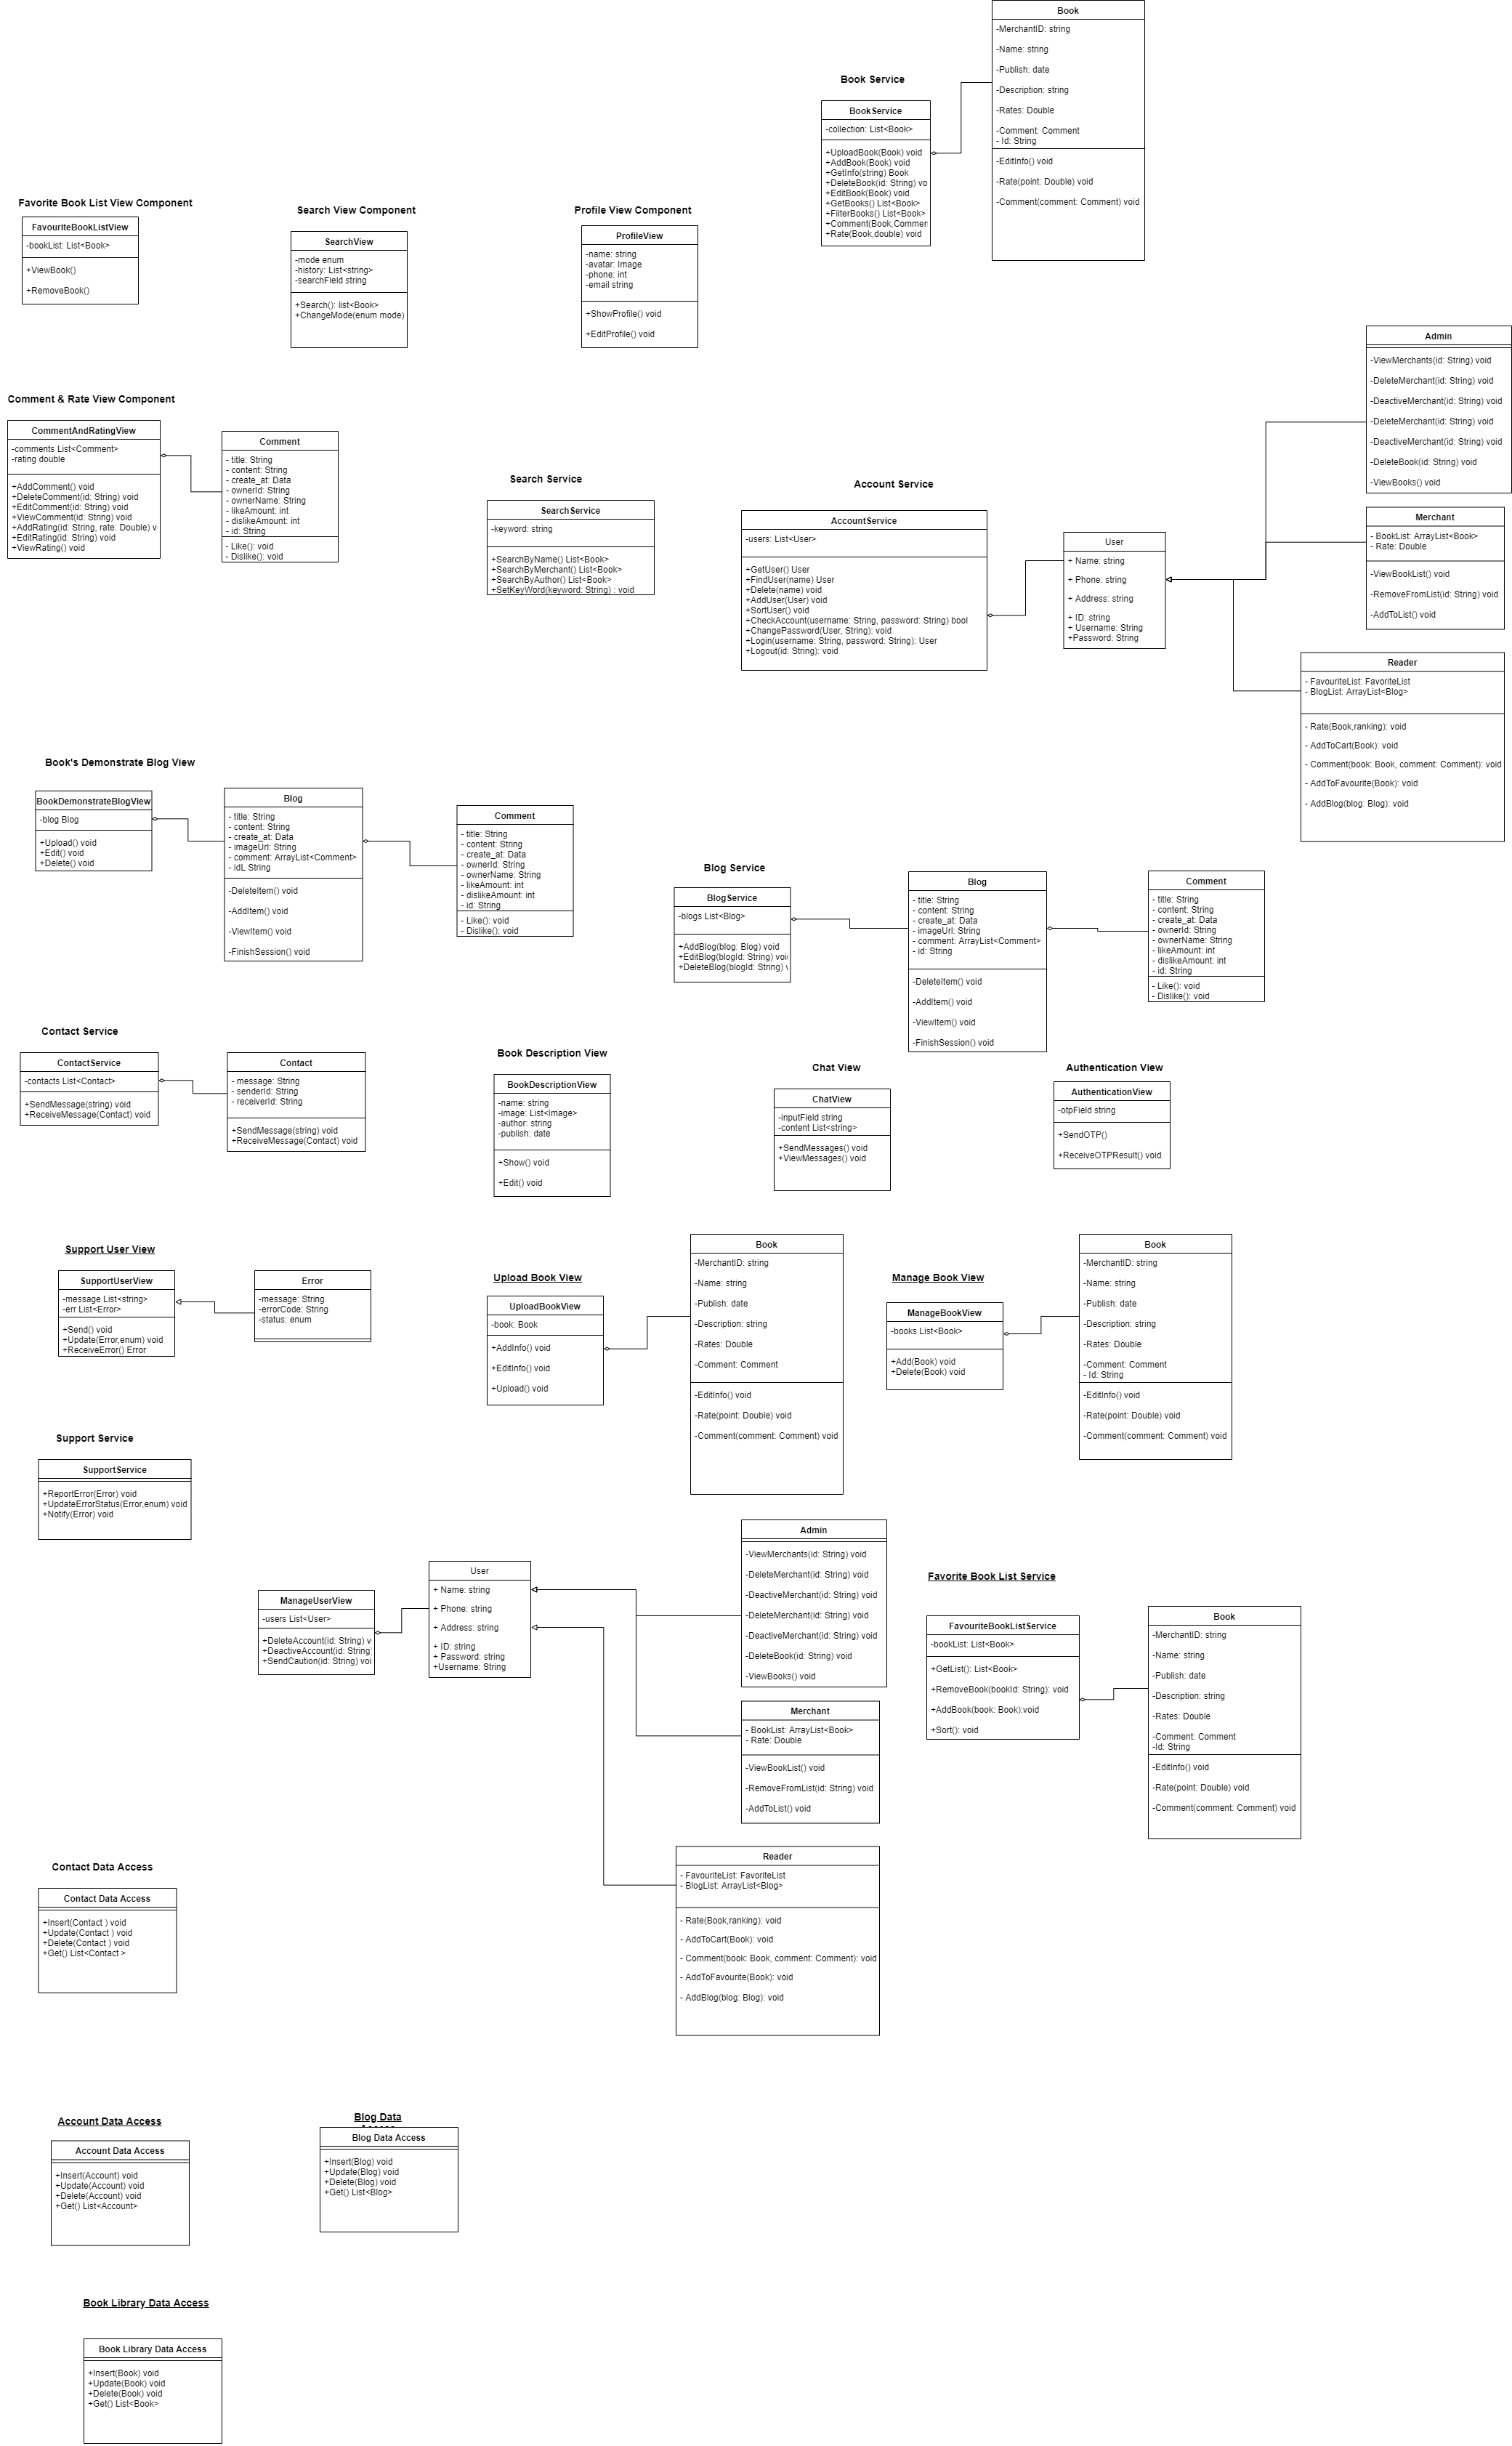 Book
-MerchantID: string
-Name: string
-Publish: date
-Description: string
-Rates: Double
-Comment: Comment
- Id: String
-EditInfo() void
-Rate(point: Double) void
-Comment(comment: Comment) void
Book Service
BookService
-collection: List<Book>
+UploadBook(Book) void
+AddBook(Book) void
+GetInfo(string) Book
+DeleteBook(id: String) vo
+EditBook(Book) void
+GetBooks() List<Book>
+FilterBooks() List<Book>
+Comment(Book,Commen
+Rate(Book,double) void
Favorite Book List View Component
FavouriteBookListView
-bookList: List<Book>
+ViewBook()
+RemoveBook()
Search View Component
SearchView
-mode enum
-history: List<string>
-searchField string
+Search(): list<Book>
+ChangeMode(enum mode)
Profile View Component
ProfileView
-name: string
-avatar: Image
-phone: int
-email string
+ShowProfile() void
+EditProfile() void
Comment & Rate View Component
CommentAndRatingView
-comments List<Comment>
-rating double
+AddComment() void
+DeleteComment(id: String) void
+EditComment(id: String) void
+ViewComment(id: String) void
+AddRating(id: String, rate: Double) v
+EditRating(id: String) void
+ViewRating() void
Comment
- title: String
- content: String
- create_at: Data
- ownerId: String
- ownerName: String
- likeAmount: int
- dislikeAmount: int
- id: String
- Like(): void
- Dislike(): void
Search Service
SearchService
-keyword: string
+SearchByName() List<Book>
+SearchByMerchant() List<Book>
+SearchByAuthor() List<Book>
+SetKeyWord(keyword: String) : void
Account Service
AccountService
-users: List<User>
+GetUser() User
+FindUser(name) User
+Delete(name) void
+AddUser(User) void
+SortUser() void
+CheckAccount(username: String, password: String) bool
+ChangePassword(User, String): void
+Login(username: String, password: String): User
+Logout(id: String): void
User
+ Name: string
+ Phone: string
+ Address: string
+ ID: string
+ Username: String
+Password: String
Admin
-ViewMerchants(id: String) void
-DeleteMerchant(id: String) void
-DeactiveMerchant(id: String) void
-DeleteMerchant(id: String) void
-DeactiveMerchant(id: String) void
-DeleteBook(id: String) void
-ViewBooks() void
Merchant
- BookList: ArrayList<Book>
- Rate: Double
-ViewBookList() void
-RemoveFromList(id: String) void
-AddToList() void
Reader
- FavouriteList: FavoriteList
- BlogList: ArrayList<Blog>
- Rate(Book,ranking): void
- AddToCart(Book): void
- Comment(book: Book, comment: Comment): void
- AddToFavourite(Book): void
- AddBlog(blog: Blog): void
Book's Demonstrate Blog View
BookDemonstrateBlogView
-blog Blog
+Upload() void
+Edit() void
+Delete() void
Blog
- title: String
- content: String
- create_at: Data
- imageUrl: String
- comment: ArrayList<Comment>
- idL String
-DeleteItem() void
-AddItem() void
-ViewItem() void
-FinishSession() void
Comment
- title: String
- content: String
- create_at: Data
- ownerId: String
- ownerName: String
- likeAmount: int
- dislikeAmount: int
- id: String
- Like(): void
- Dislike(): void
Blog Service
BlogService
-blogs List<Blog>
+AddBlog(blog: Blog) void
+EditBlog(blogId: String) voi
+DeleteBlog(blogId: String)
Blog
- title: String
- content: String
- create_at: Data
- imageUrl: String
- comment: ArrayList<Comment>
- id: String
-DeleteItem() void
-AddItem() void
-ViewItem() void
-FinishSession() void
Comment
- title: String
- content: String
- create_at: Data
- ownerId: String
- ownerName: String
- likeAmount: int
- dislikeAmount: int
- id: String
- Like(): void
- Dislike(): void
Contact Service
ContactService
-contacts List<Contact>
+SendMessage(string) void
+ReceiveMessage(Contact) void
Contact
- message: String
- senderId: String
- receiverId: String
+SendMessage(string) void
+ReceiveMessage(Contact) void
Book Description View
BookDescriptionView
-name: string
-image: List<Image>
-author: string
-publish: date
+Show() void
+Edit() void
Chat View
ChatView
-inputField string
-content List<string>
+SendMessages() void
+ViewMessages() void
Authentication View
AuthenticationView
-otpField string
+SendOTP()
+ReceiveOTPResult() void
Support User View
SupportUserView
-message List<string>
-err List<Error>
+Send() void
+Update(Error,enum) void
+ReceiveError() Error
Error
-message: String
-errorCode: String
-status: enum
Upload Book View
UploadBookView
-book: Book
+AddInfo() void
+EditInfo() void
+Upload() void
Book
-MerchantID: string
-Name: string
-Publish: date
-Description: string
-Rates: Double
-Comment: Comment
-EditInfo() void
-Rate(point: Double) void
-Comment(comment: Comment) void
Manage Book View
ManageBookView
-books List<Book>
+Add(Book) void
+Delete(Book) void
Book
-MerchantID: string
-Name: string
-Publish: date
-Description: string
-Rates: Double
-Comment: Comment
- Id: String
-EditInfo() void
-Rate(point: Double) void
-Comment(comment: Comment) void
Support Service
SupportService
+ReportError(Error) void
+UpdateErrorStatus(Error,enum) void
+Notify(Error) void
ManageUserView
-users List<User>
+DeleteAccount(id: String) v
+DeactiveAccount(id: String)
+SendCaution(id: String) voi
User
+ Name: string
+ Phone: string
+ Address: string
+ ID: string
+ Password: string
+Username: String
Admin
-ViewMerchants(id: String) void
-DeleteMerchant(id: String) void
-DeactiveMerchant(id: String) void
-DeleteMerchant(id: String) void
-DeactiveMerchant(id: String) void
-DeleteBook(id: String) void
-ViewBooks() void
Merchant
- BookList: ArrayList<Book>
- Rate: Double
-ViewBookList() void
-RemoveFromList(id: String) void
-AddToList() void
Reader
- FavouriteList: FavoriteList
- BlogList: ArrayList<Blog>
- Rate(Book,ranking): void
- AddToCart(Book): void
- Comment(book: Book, comment: Comment): void
- AddToFavourite(Book): void
- AddBlog(blog: Blog): void
Favorite Book List Service
FavouriteBookListService
-bookList: List<Book>
+GetList(): List<Book>
+RemoveBook(bookId: String): void
+AddBook(book: Book):void
+Sort(): void
Book
-MerchantID: string
-Name: string
-Publish: date
-Description: string
-Rates: Double
-Comment: Comment
-Id: String
-EditInfo() void
-Rate(point: Double) void
-Comment(comment: Comment) void
Contact Data Access
Contact Data Access
+Insert(Contact ) void
+Update(Contact ) void
+Delete(Contact ) void
+Get() List<Contact >
Account Data Access
Account Data Access
+Insert(Account) void
+Update(Account) void
+Delete(Account) void
+Get() List<Account>
Blog Data
Blog Data Access
+Insert(Blog) void
+Update(Blog) void
+Delete(Blog) void
+Get() List<Blog>
Book Library Data Access
Book Library Data Access
+Insert(Book) void
+Update(Book) void
+Delete(Book) void
+Get() List<Book>